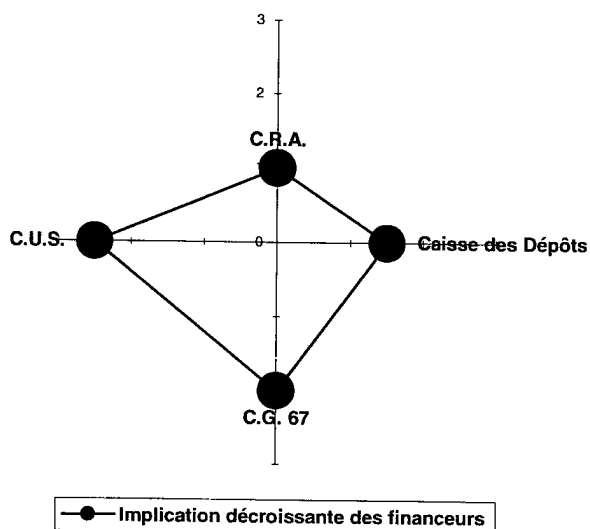 3
2
C.R.A.
C.U.S.
0
Caisse des Dépôts
C.G. 67
Implication décroissante des financeurs